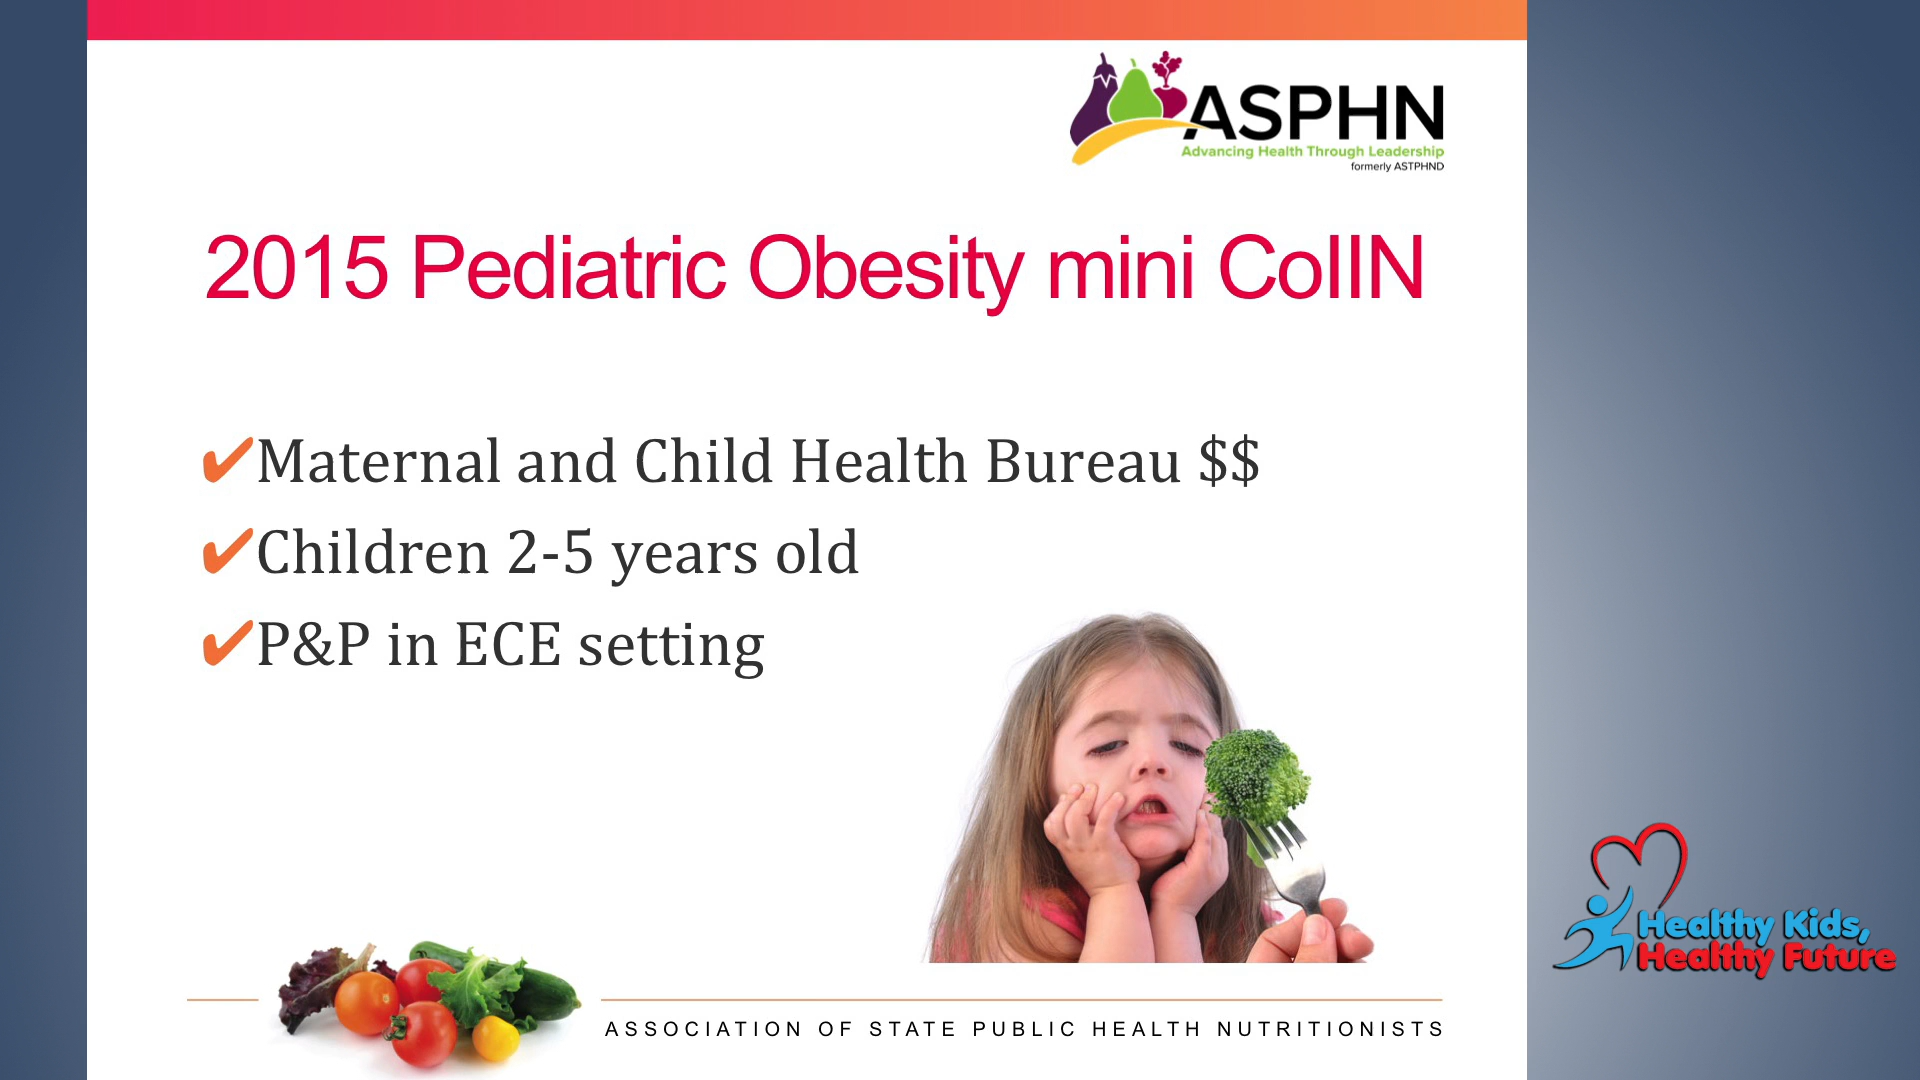 ASPHN
Advancing Health Through Leadership
formerly ASTPHND
2015 Pediatric Obesity mini CoIIN
✔Maternal and Child Health Bureau $$
✔Children 2-5 years old
✔P&P in ECE setting
Healthy Kids,
Healthy Future
ASSOCIATION OF STATE PUBLIC HEALTH NUTRITIONISTS